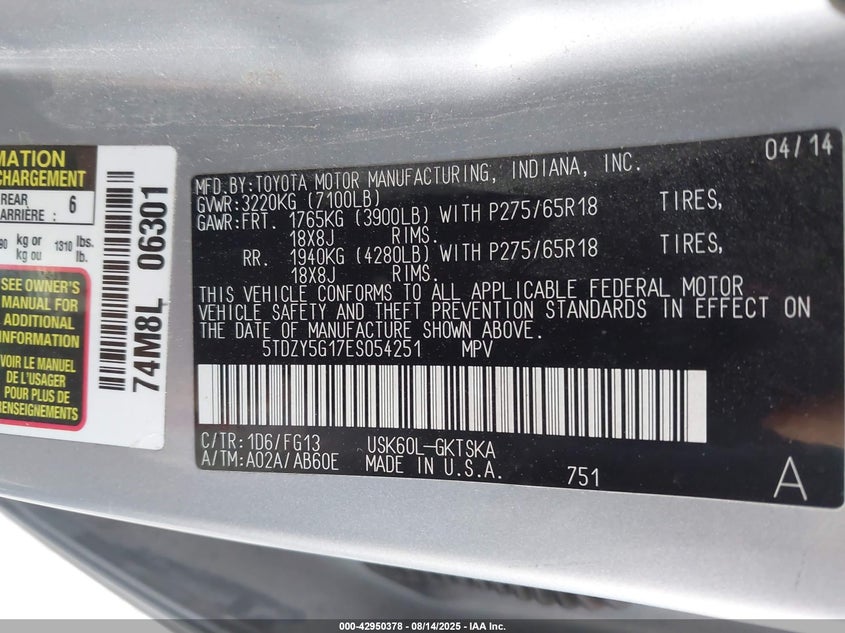 MATION
CHARGEMENT
REAR
ARRIÈRE : 6
kg or 1310 lbs.
kg ou lb.
SEE OWNER'S
MANUAL FOR
ADDITIONAL
INFORMATION
VOIR LE MANUEL
DE L'USAGER
POUR PLUS DE
RENSEIGNEMENTS
74M8L 06301
04/14
MFD.BY:TOYOTA MOTOR MANUFACTURING, INDIANA, INC.
GVWR:3220KG (7100LB)
GAWR:FRT. 1765KG (3900LB) WITH P275/65R18 TIRES,
18X8J RIMS.
RR. 1940KG (4280LB) WITH P275/65R18 TIRES,
18X8J RIMS.
THIS VEHICLE CONFORMS TO ALL APPLICABLE FEDERAL MOTOR
VEHICLE SAFETY AND THEFT PREVENTION STANDARDS IN EFFECT ON
THE DATE OF MANUFACTURE SHOWN ABOVE.
5TDZY5G17ES054251 MPV
C/TR:1D6/FG13 USK60L-GKTSKA
A/TM:A02A/AB60E MADE IN U.S.A. 751 A
000-42950378 - 08/14/2025 - IAA Inc.